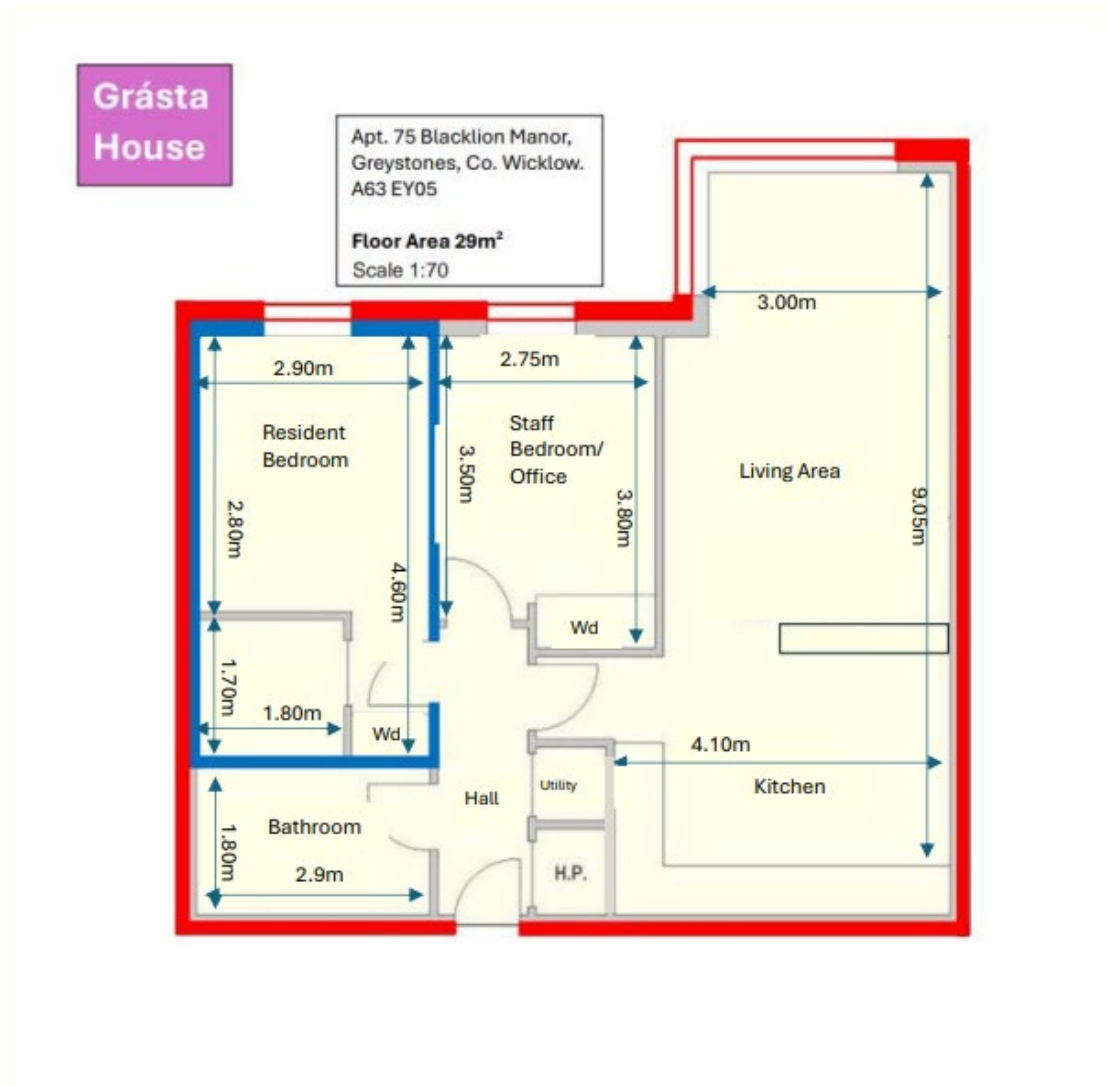 Grásta
House
Apt. 75 Blacklion Manor,
Greystones, Co. Wicklow.
A63 EY05
Floor Area 29m²
Scale 1:70
3.00m
2.90m
2.75m
Resident
Bedroom
Staff
Bedroom/
Office
3.50m
Living Area
2.80m
3.80m
9.05m
4.60m
Wd
1.70m
1.80m
Wd
4.10m
Hall
Utility
Kitchen
Bathroom
1.80m
2.9m
H.P.